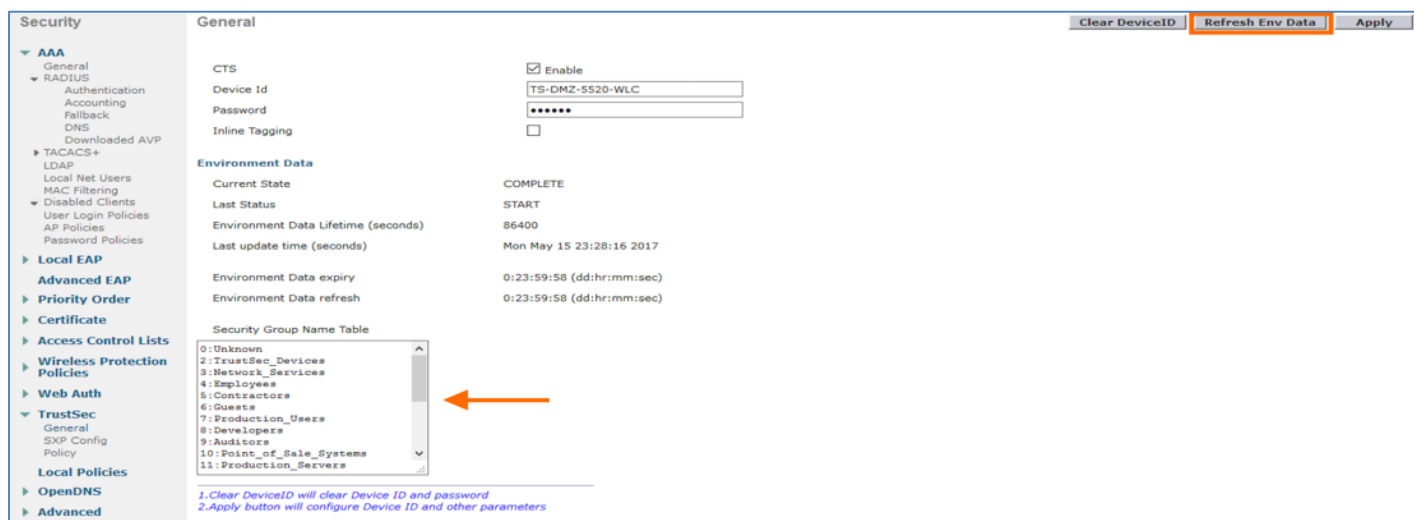 Security
AAA
General
RADIUS
Authentication
Accounting
Fallback
DNS
Downloaded AVP
TACACS+
LDAP
Local Net Users
MAC Filtering
Disabled Clients
User Login Policies
AP Policies
Password Policies
Local EAP
Advanced EAP
Priority Order
Certificate
Access Control Lists
Wireless Protection
Policies
Web Auth
TrustSec
General
SXP Config
Policy
Local Policies
OpenDNS
Advanced
General
Clear DeviceID
Refresh Env Data
Apply
CTS Enable
Device Id TS-DMZ-5520-WLC
Password ••••••
Inline Tagging
Environment Data
Current State COMPLETE
Last Status START
Environment Data Lifetime (seconds) 86400
Last update time (seconds) Mon May 15 23:28:16 2017
Environment Data expiry 0:23:59:58 (dd:hr:mm:sec)
Environment Data refresh 0:23:59:58 (dd:hr:mm:sec)
Security Group Name Table
0:Unknown
2:TrustSec_Devices
3:Network_Services
4:Employees
5:Contractors
6:Guests
7:Production_Users
8:Developers
9:Auditors
10:Point_of_Sale_Systems
11:Production_Servers
1.Clear DeviceID will clear Device ID and password
2.Apply button will configure Device ID and other parameters